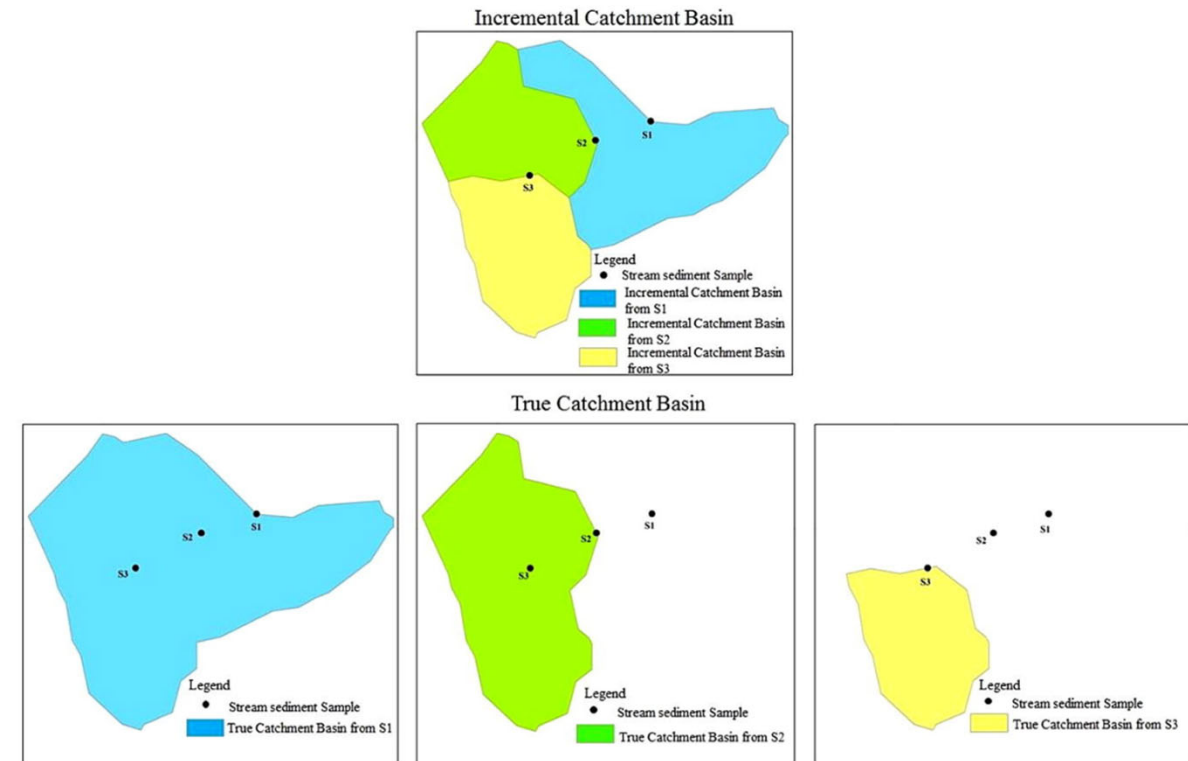 Incremental Catchment Basin
S1
S2
S3
Legend
Stream sediment Sample
Incremental Catchment Basin
from S1
Incremental Catchment Basin
from S2
Incremental Catchment Basin
from S3
True Catchment Basin
S1
S2
S3
Legend
Stream sediment Sample
True Catchment Basin from S1
S1
S2
S3
Legend
Stream sediment Sample
True Catchment Basin from S2
S1
S2
S3
Legend
Stream sediment Sample
True Catchment Basin from S3